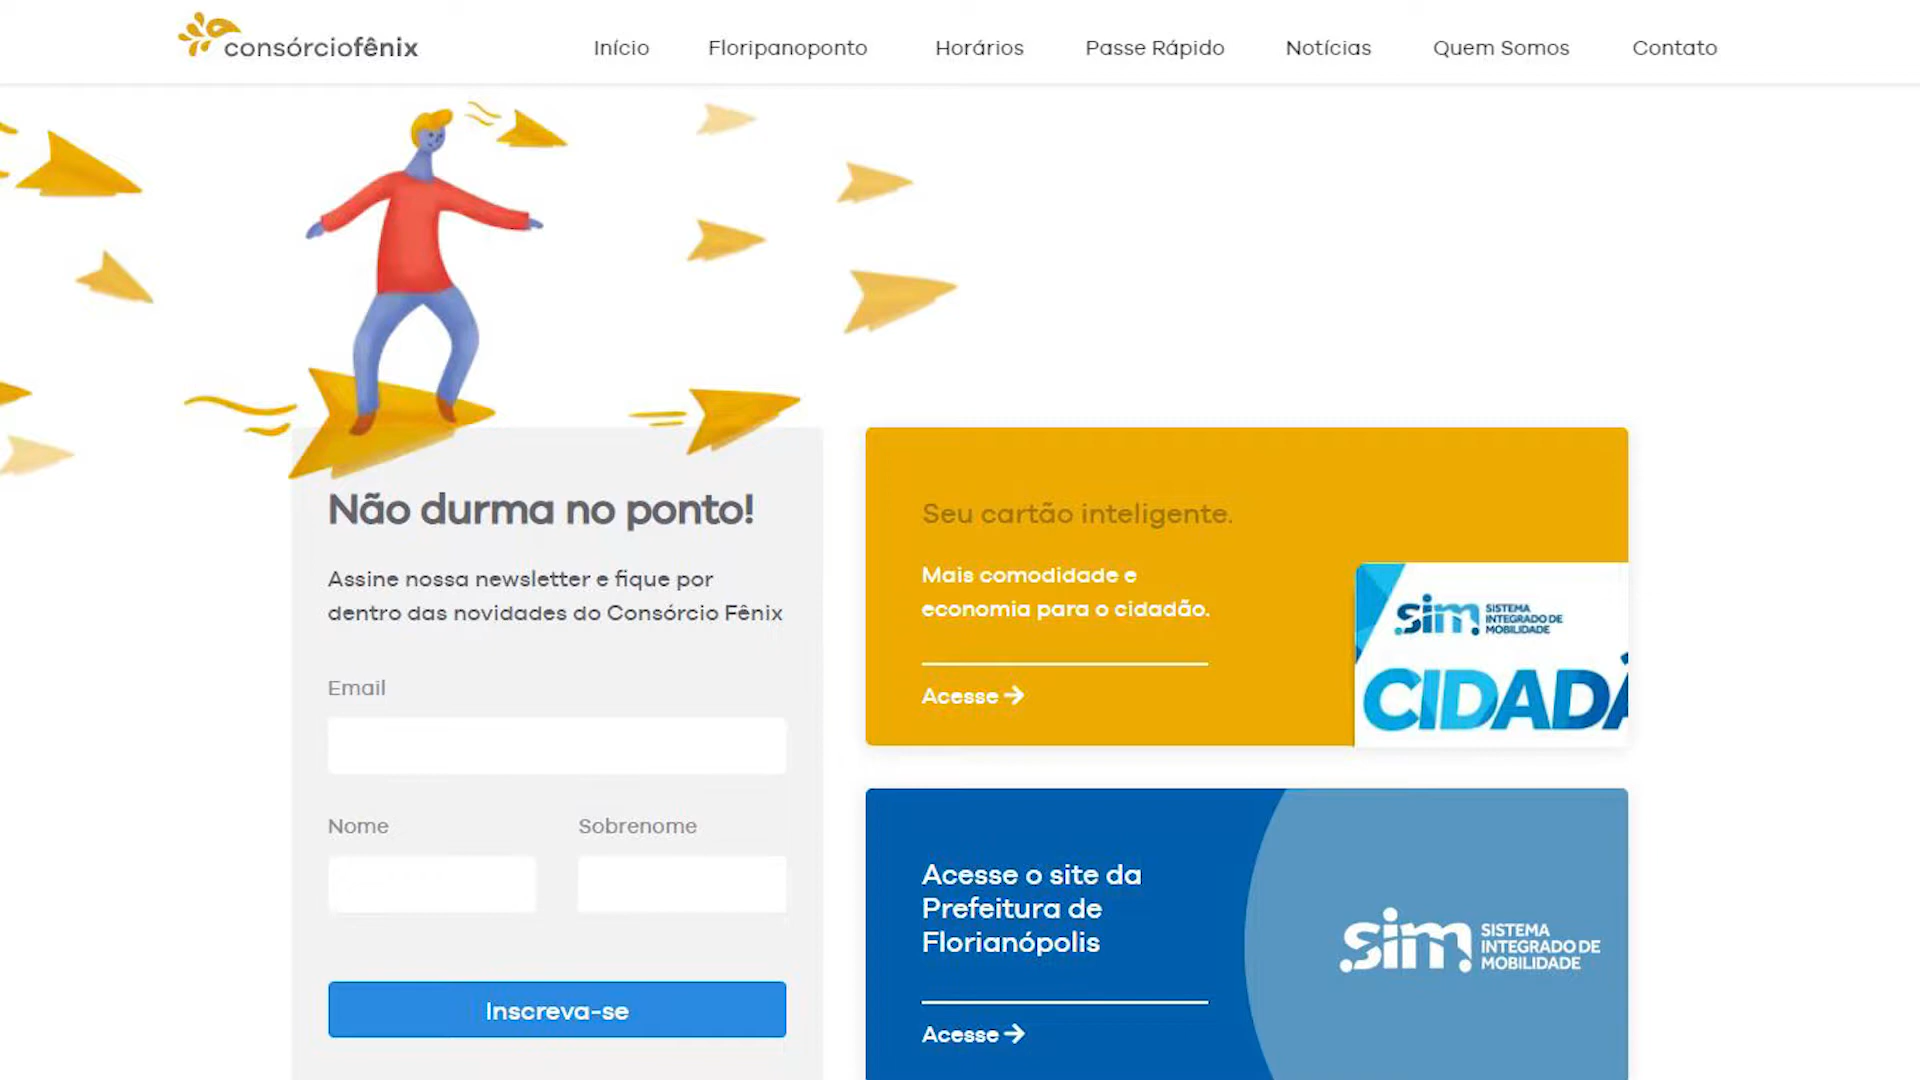 consórciofênix
Início
Floripanoponto
Horários
Passe Rápido
Notícias
Quem Somos
Contato
Não durma no ponto!
Assine nossa newsletter e fique por
dentro das novidades do Consórcio Fênix
Email
Nome
Sobrenome
Inscreva-se
Seu cartão inteligente.
Mais comodidade e
economia para o cidadão.
Acesse
sim
SISTEMA
INTEGRADO DE
MOBILIDADE
CIDADÃ
Acesse o site da
Prefeitura de
Florianópolis
Acesse
sim
SISTEMA
INTEGRADO DE
MOBILIDADE